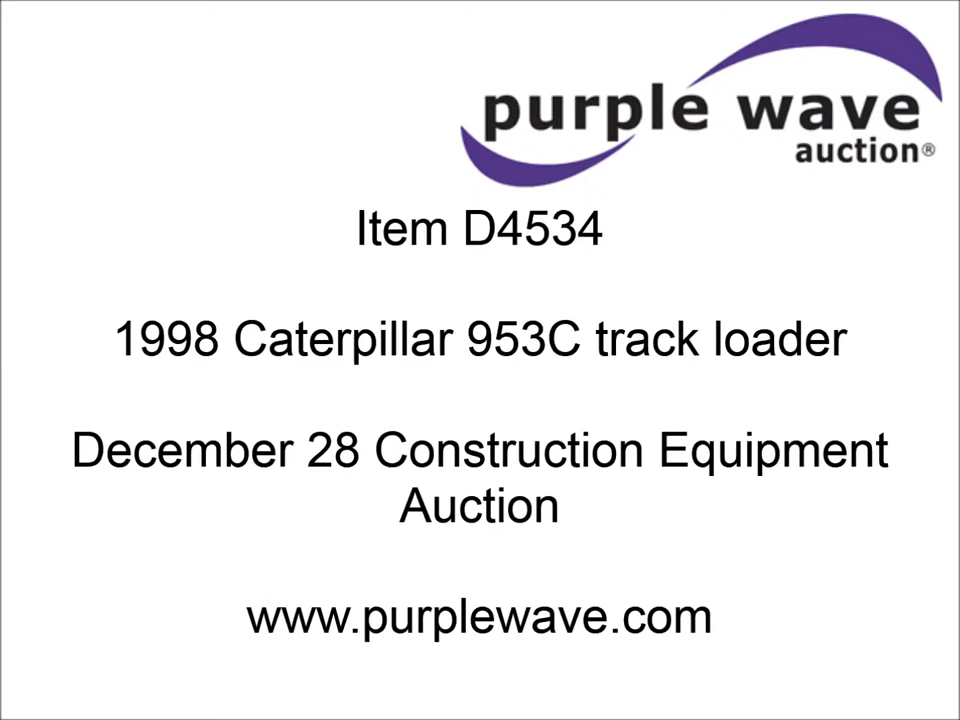 purple wave
auction®
Item D4534
1998 Caterpillar 953C track loader
December 28 Construction Equipment
Auction
www.purplewave.com